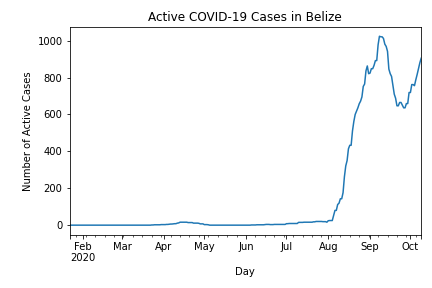 Active COVID-19 Cases in Belize
Number of Active Cases
1000
800
600
400
200
0
Feb Mar Apr May Jun Jul Aug Sep Oct
2020
Day